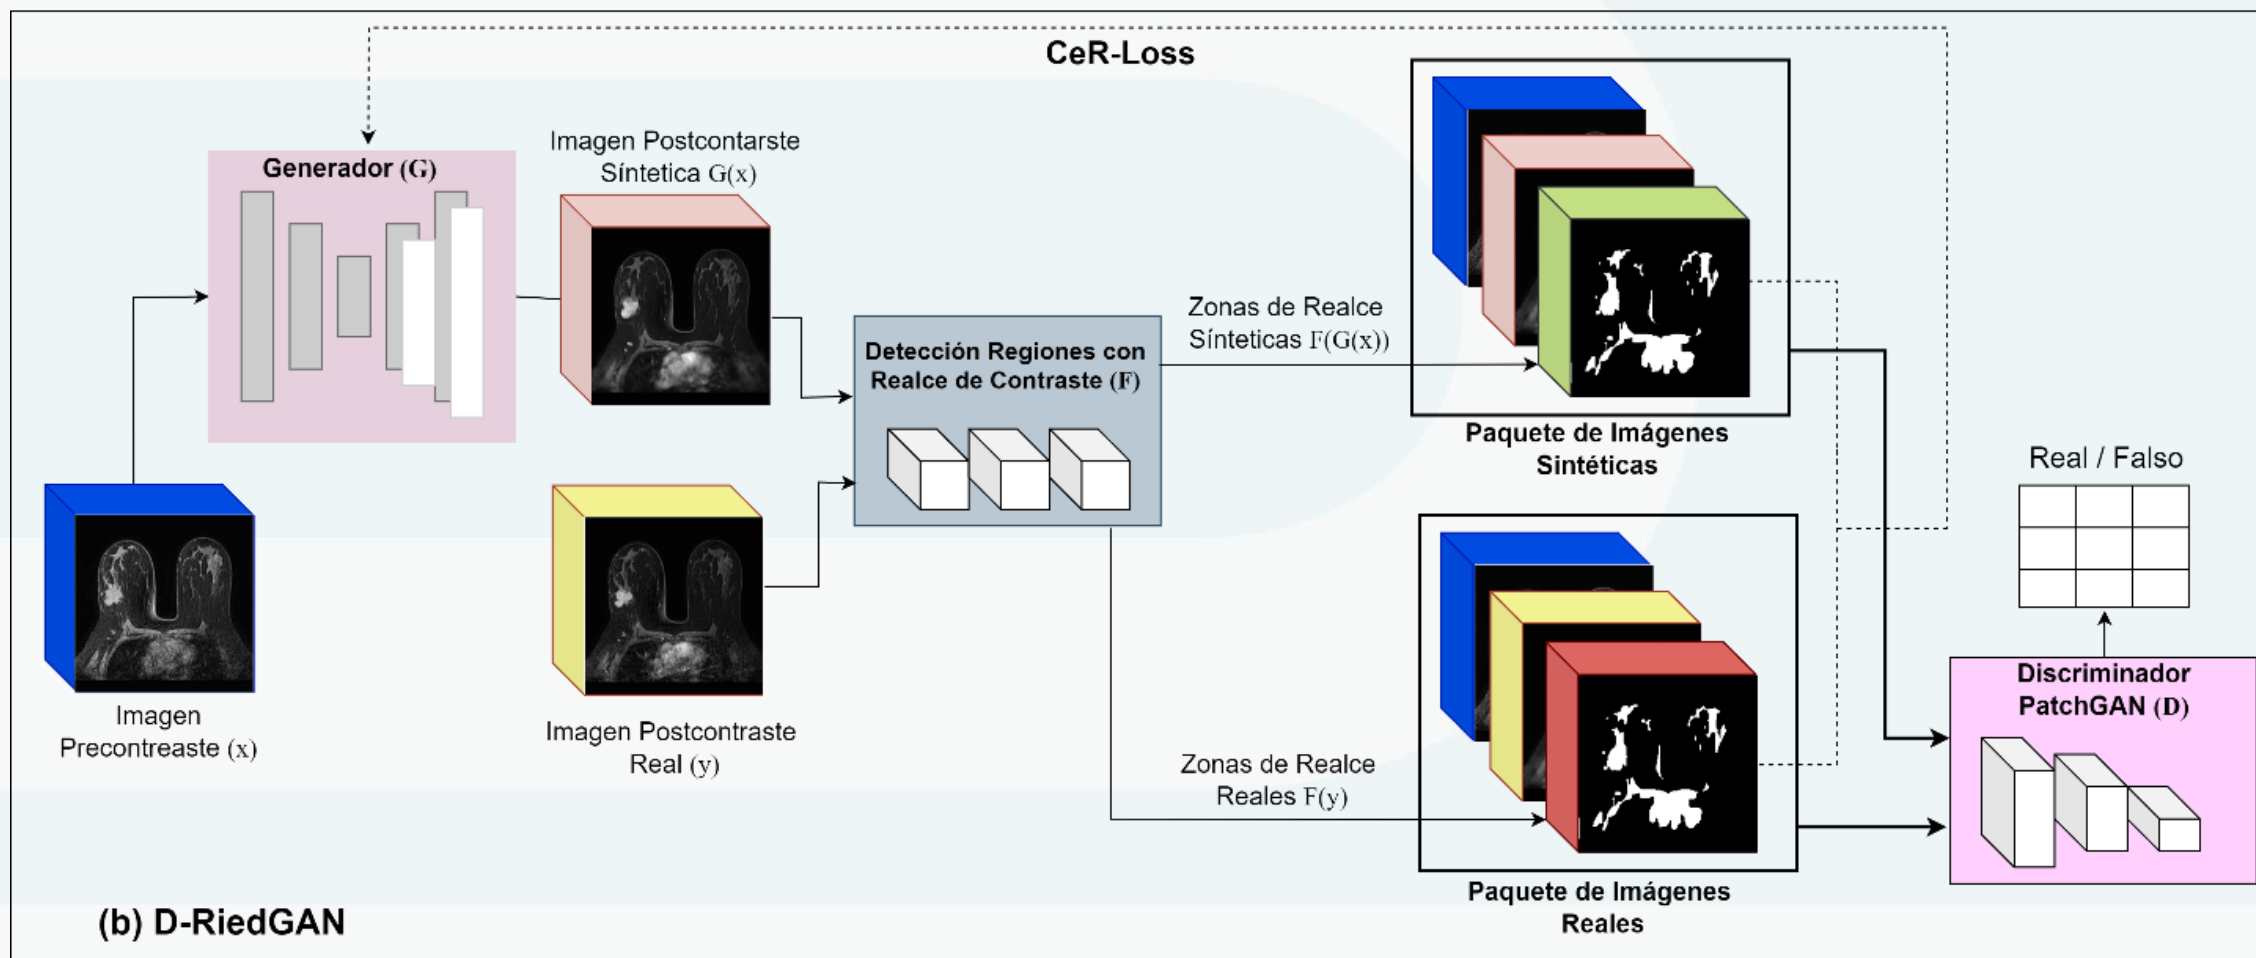 CeR-Loss
Generador (G)
Imagen Postcontarste
Síntetica G(x)
Imagen
Precontreaste (x)
Imagen Postcontraste
Real (y)
Detección Regiones con
Realce de Contraste (F)
Zonas de Realce
Sínteticas F(G(x))
Zonas de Realce
Reales F(y)
Paquete de Imágenes
Sintéticas
Paquete de Imágenes
Reales
Real / Falso
Discriminador
PatchGAN (D)
(b) D-RiedGAN